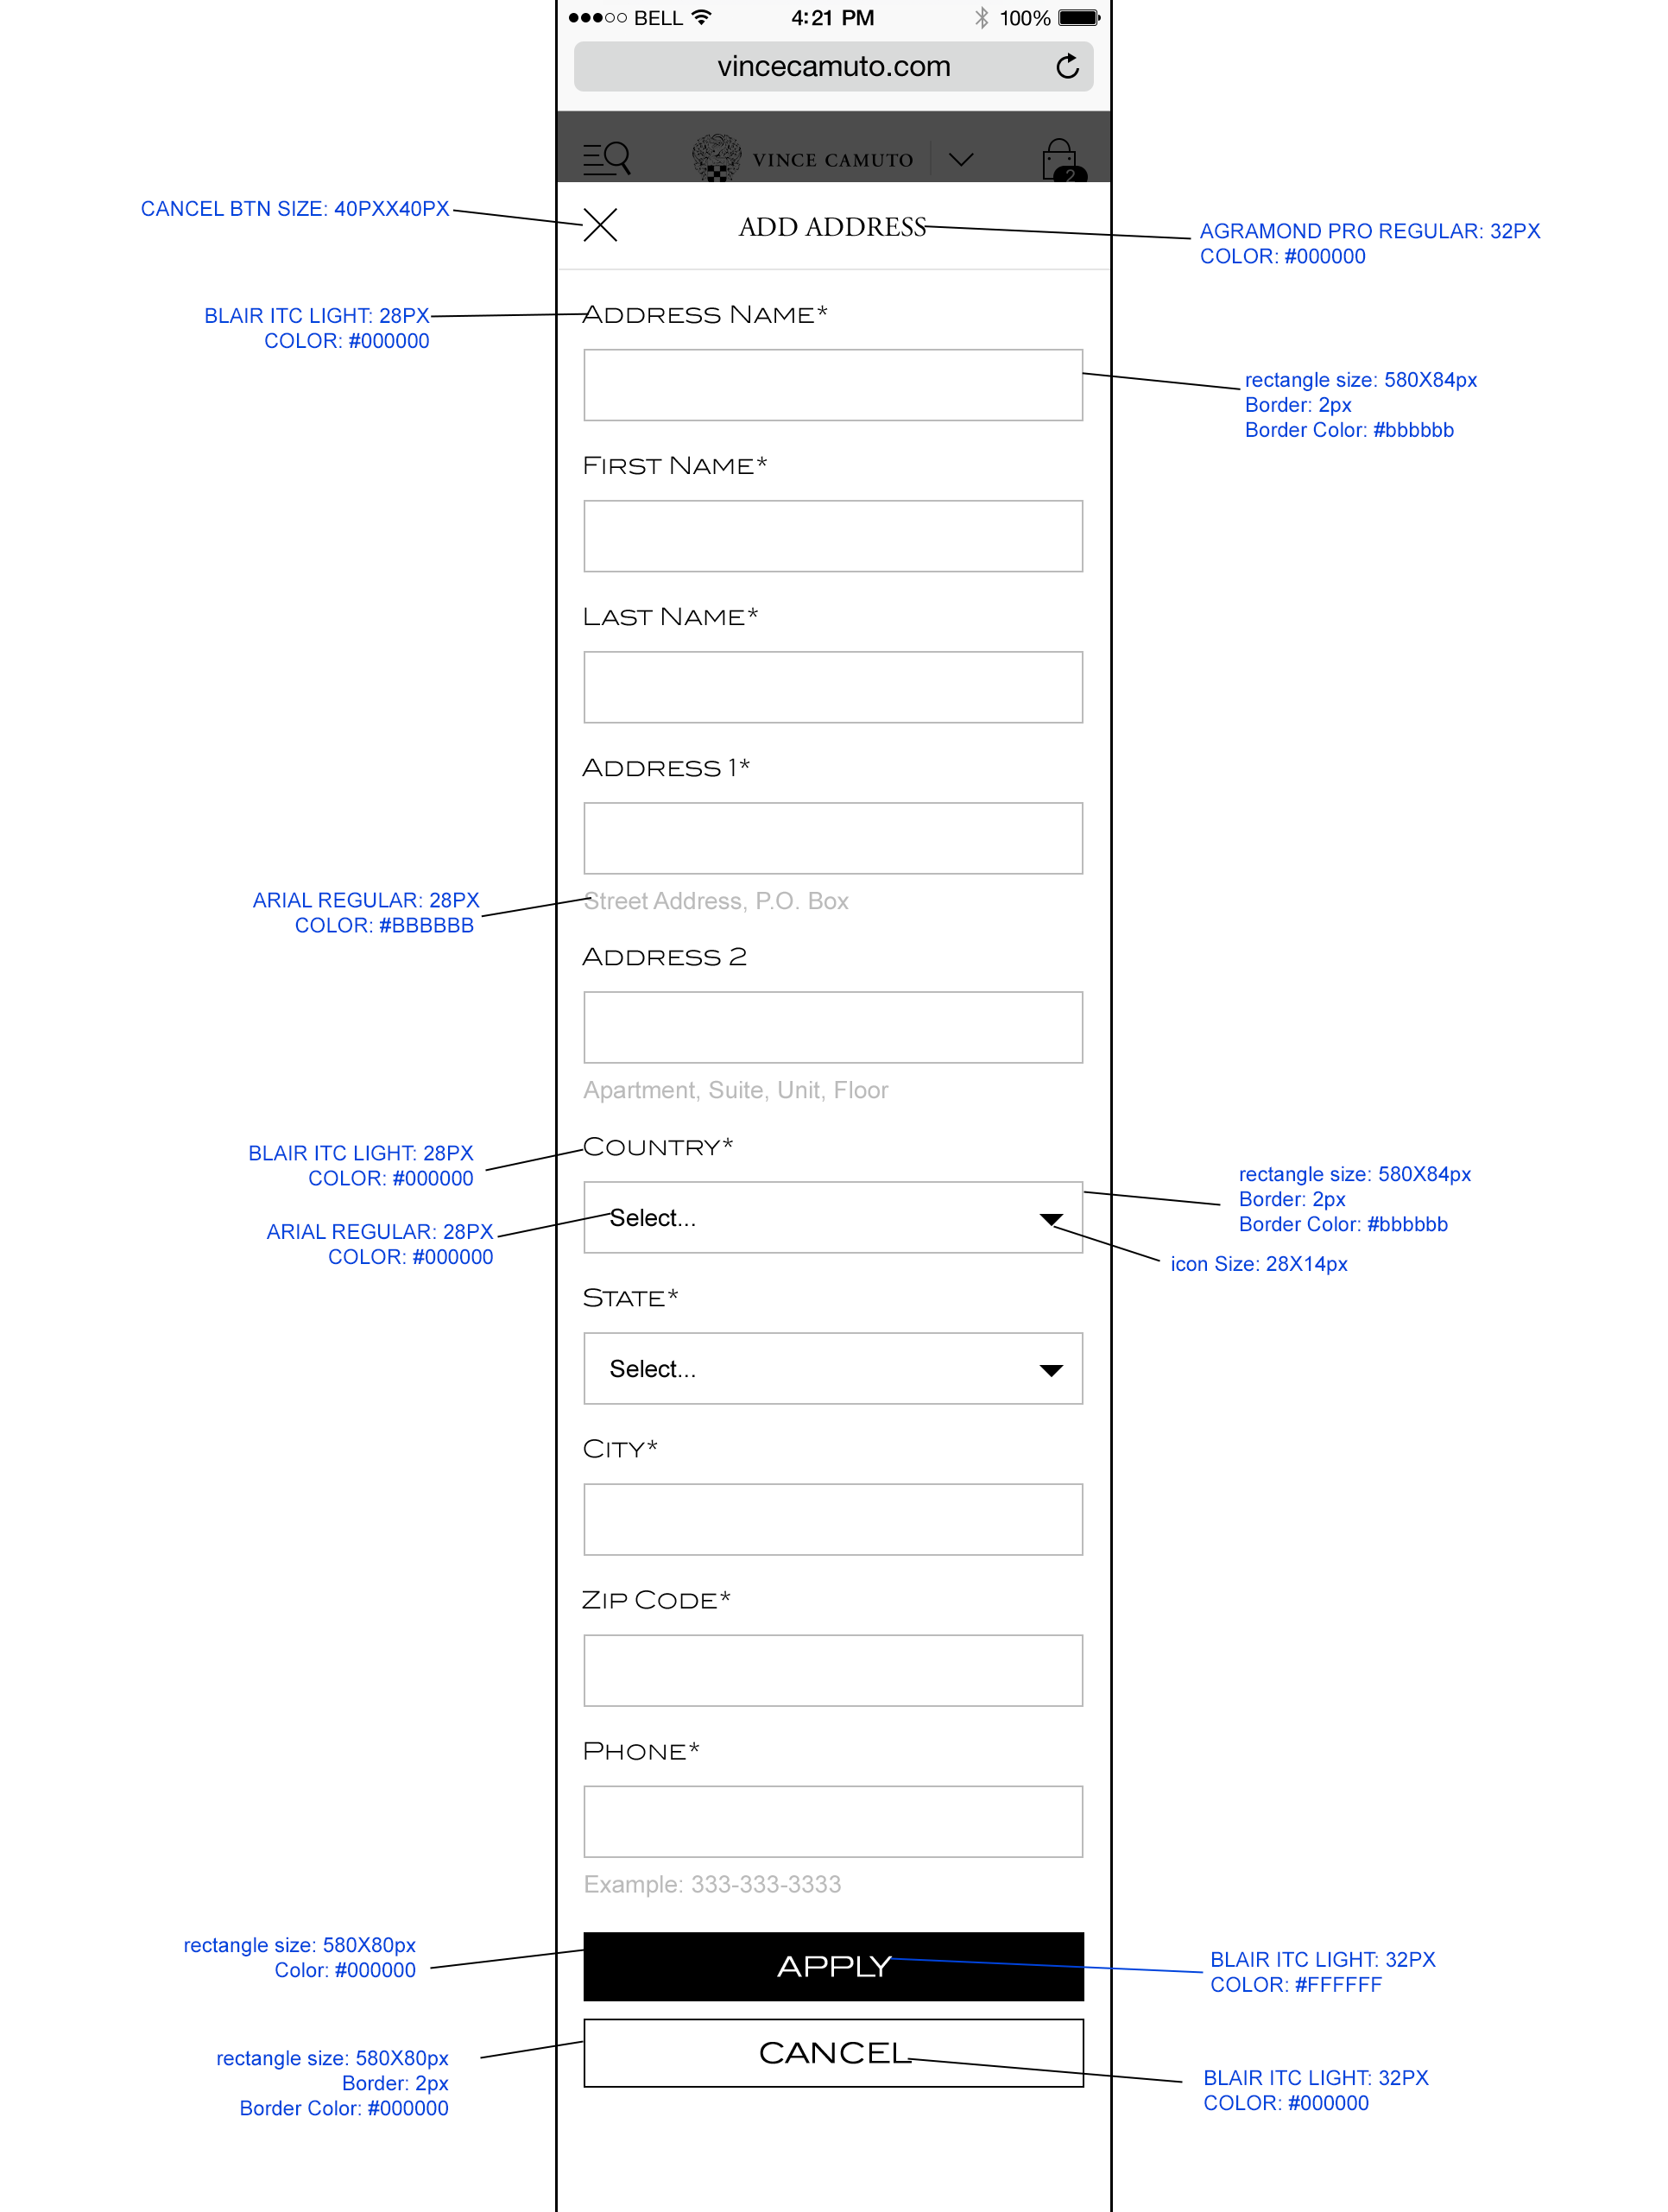 BELL 4:21 PM 100%
vincecamuto.com
VINCE CAMUTO
2
CANCEL BTN SIZE: 40PXX40PX
ADD ADDRESS
AGRAMOND PRO REGULAR: 32PX
COLOR: #000000
BLAIR ITC LIGHT: 28PX
COLOR: #000000
ADDRESS NAME*
rectangle size: 580X84px
Border: 2px
Border Color: #bbbbbb
FIRST NAME*
LAST NAME*
ADDRESS 1*
ARIAL REGULAR: 28PX
COLOR: #BBBBBB
Street Address, P.O. Box
ADDRESS 2
Apartment, Suite, Unit, Floor
BLAIR ITC LIGHT: 28PX
COLOR: #000000
COUNTRY*
rectangle size: 580X84px
Border: 2px
Border Color: #bbbbbb
ARIAL REGULAR: 28PX
COLOR: #000000
Select...
icon Size: 28X14px
STATE*
Select...
CITY*
ZIP CODE*
PHONE*
Example: 333-333-3333
rectangle size: 580X80px
Color: #000000
APPLY
BLAIR ITC LIGHT: 32PX
COLOR: #FFFFFF
rectangle size: 580X80px
Border: 2px
Border Color: #000000
CANCEL
BLAIR ITC LIGHT: 32PX
COLOR: #000000